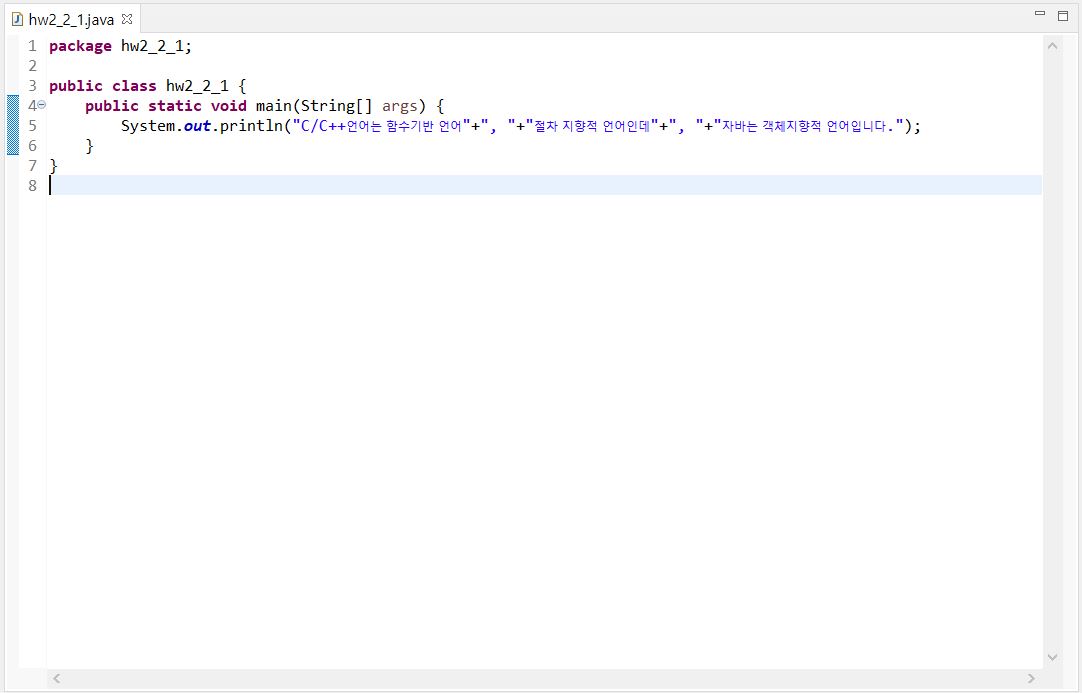 hw2_2_1.java
1 package hw2_2_1;
2
3 public class hw2_2_1 {
4 public static void main(String[] args) {
5 System.out.println("C/C++언어는 함수기반 언어"+", "+"절차 지향적 언어인데"+", "+"자바는 객체지향적 언어입니다.");
6 }
7 }
8